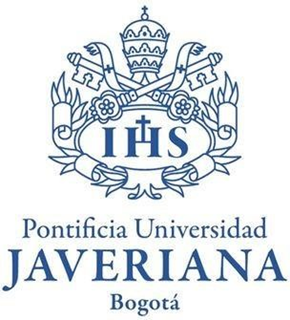 IHS
Pontificia Universidad
JAVERIANA
Bogotá